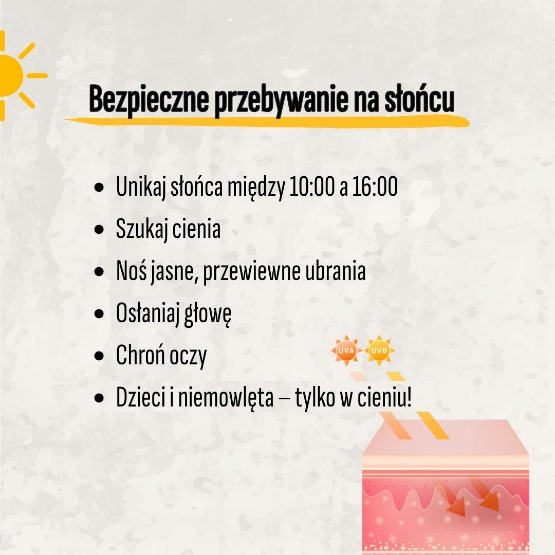 Bezpieczne przebywanie na słońcu
• Unikaj słońca między 10:00 a 16:00
• Szukaj cienia
• Noś jasne, przewiewne ubrania
• Osłaniaj głowę
• Chroń oczy
UVA UVB
• Dzieci i niemowlęta – tylko w cieniu!